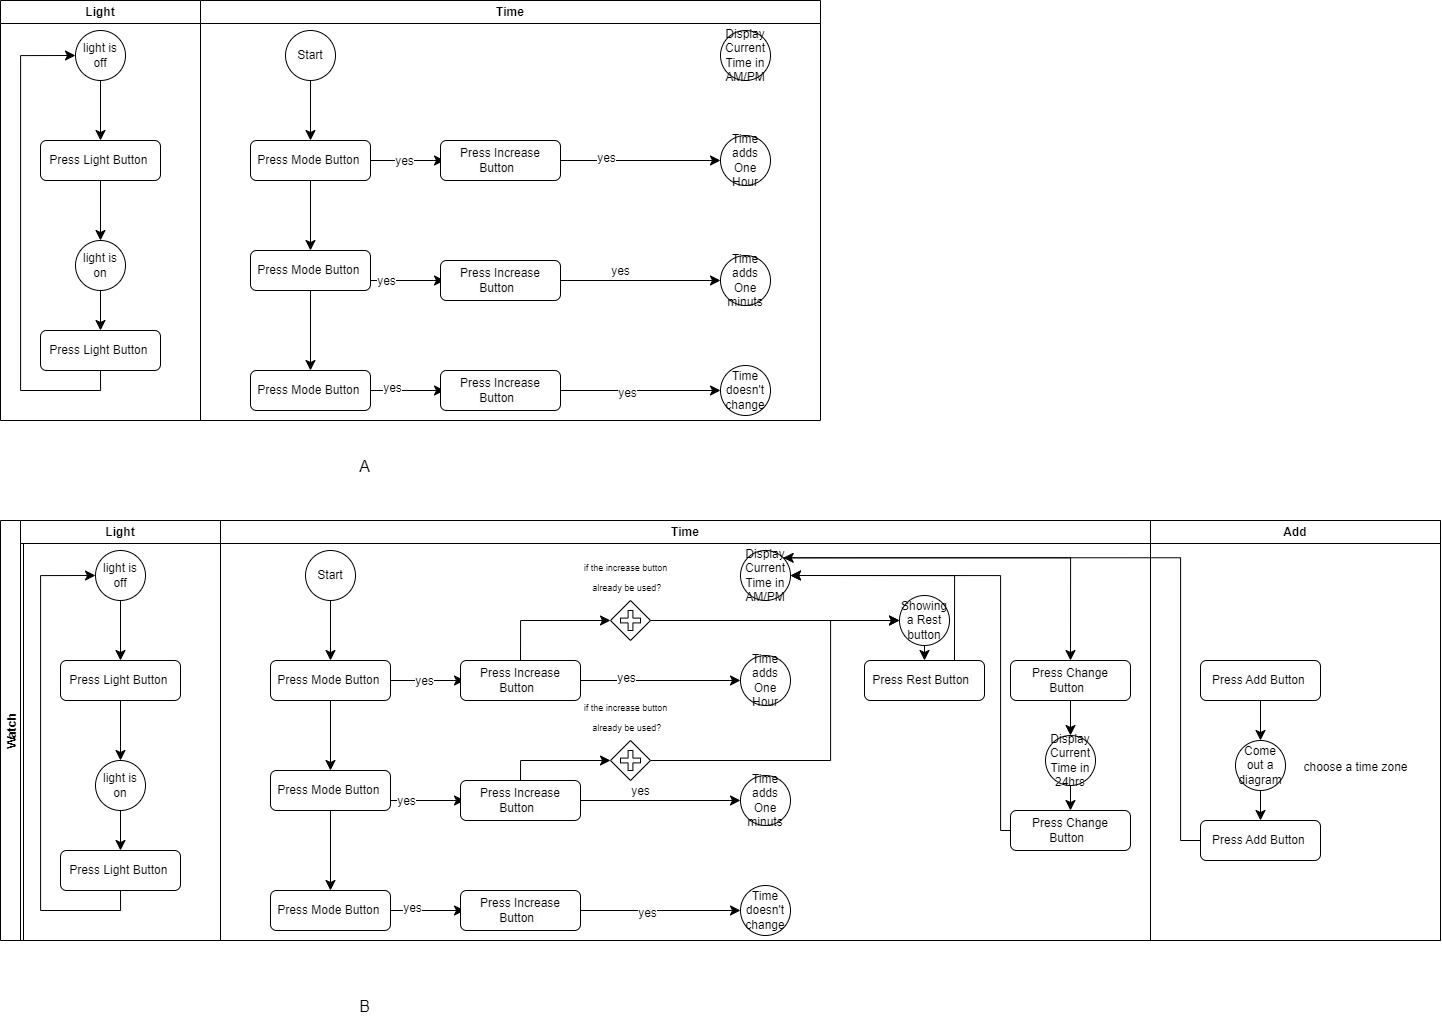 Light
Time
light is
off
Start
Display
Current
Time in
AM/PM
Press Light Button
Press Mode Button
yes
Press Increase
Button
yes
Time
adds
One
Hour
light is
on
Press Mode Button
yes
Press Increase
Button
yes
Time
adds
One
minuts
Press Light Button
Press Mode Button
yes
Press Increase
Button
yes
Time
doesn't
change
A
Watch
Light
Time
Add
light is
off
Start
if the increase button
already be used?
Display
Current
Time in
AM/PM
Showing
a Rest
button
Press Light Button
Press Mode Button
yes
Press Increase
Button
yes
Time
adds
One
Hour
Press Rest Button
Press Change
Button
Press Add Button
if the increase button
already be used?
light is
on
Press Mode Button
yes
Press Increase
Button
yes
Time
adds
One
minuts
Display
Current
Time in
24hrs
Come
out a
diagram
choose a time zone
Press Light Button
Press Change
Button
Press Add Button
Press Mode Button
yes
Press Increase
Button
yes
Time
doesn't
change
B